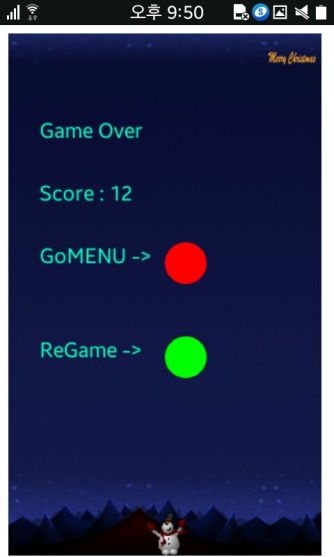 오후 9:50
Merry Christmas
Game Over
Score : 12
GoMENU ->
ReGame ->